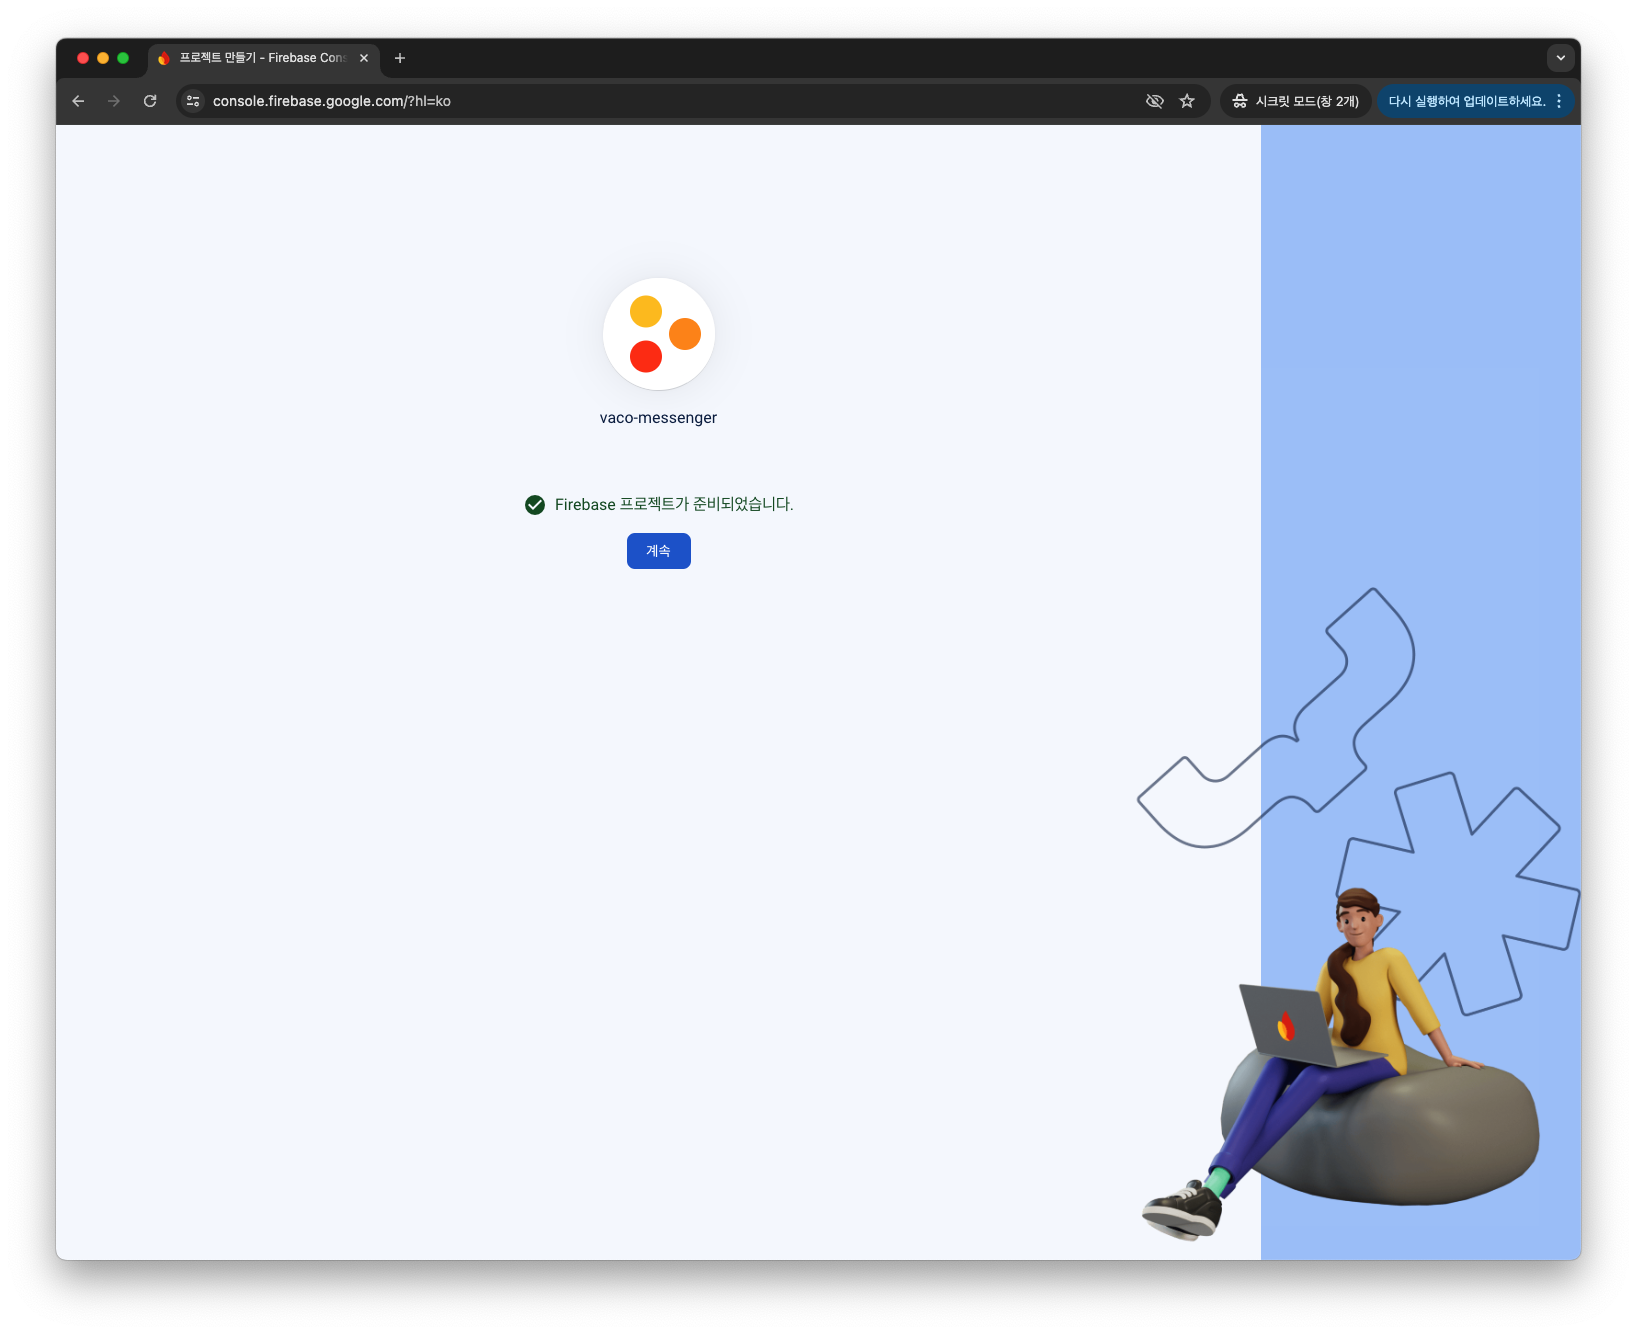 프로젝트 만들기 - Firebase Cons
console.firebase.google.com/?hl=ko
시크릿 모드(창 2개)
다시 실행하여 업데이트하세요.
vaco-messenger
Firebase 프로젝트가 준비되었습니다.
계속